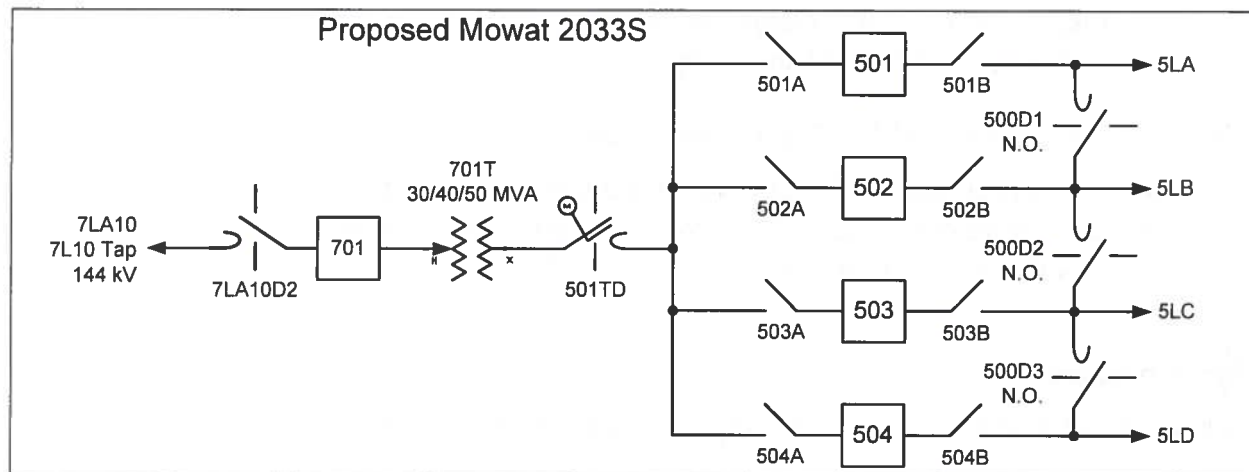 Proposed Mowat 2033S
501A
501
501B
5LA
500D1
N.O.
502A
502
502B
5LB
701T
30/40/50 MVA
M
7LA10
7L10 Tap
144 kV
7LA10D2
701
H
X
501TD
500D2
N.O.
503A
503
503B
5LC
500D3
N.O.
504A
504
504B
5LD